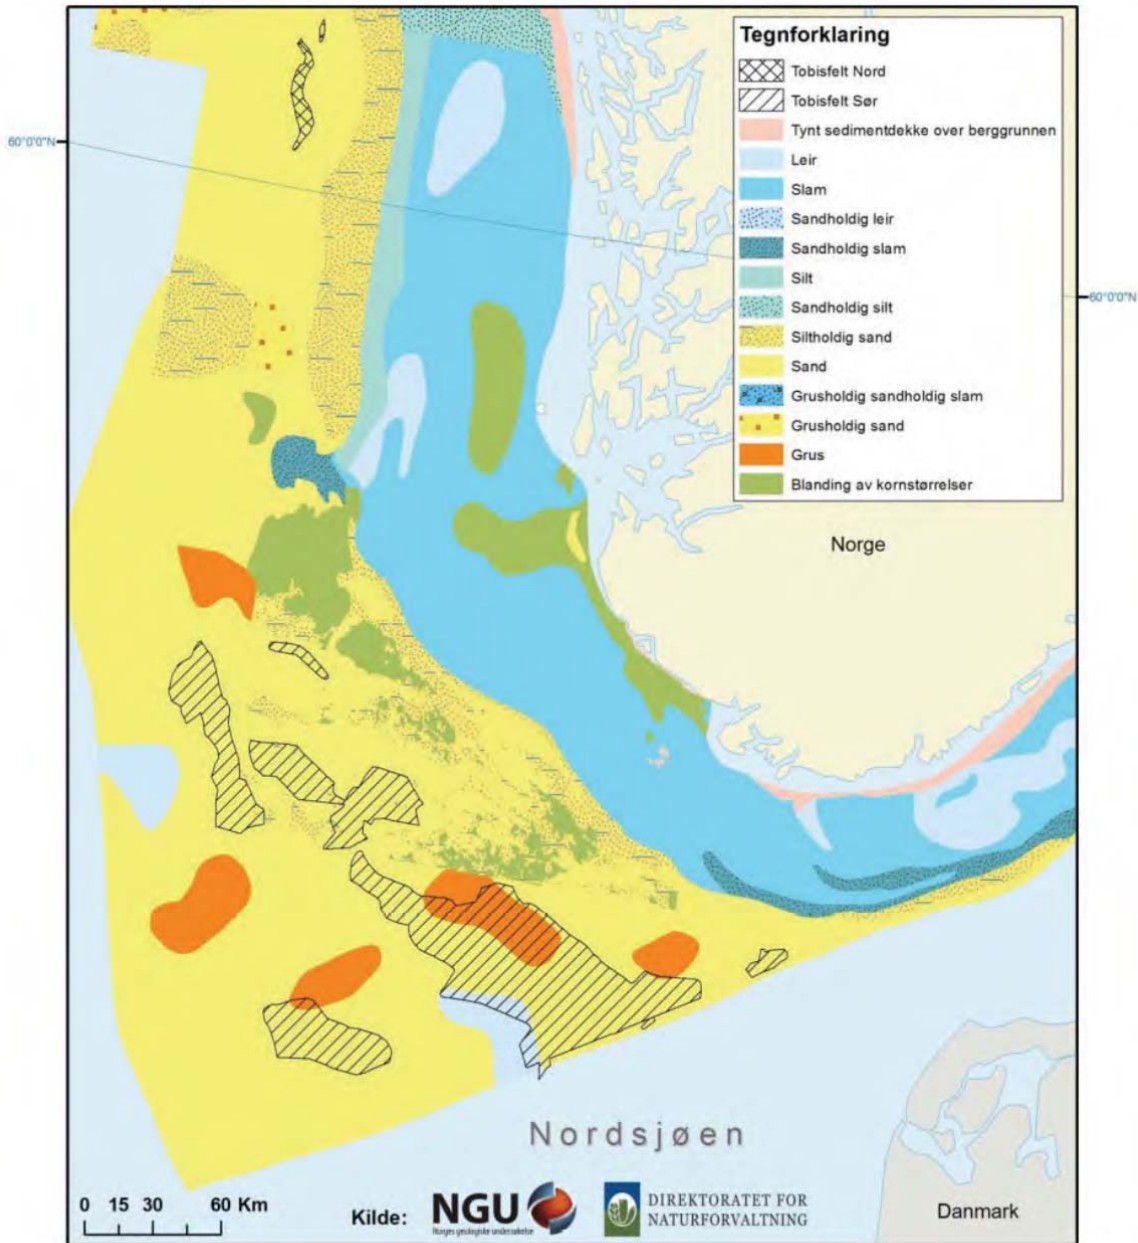 Tegnforklaring
Tobisfelt Nord
Tobisfelt Sør
Tynt sedimentdekke over berggrunnen
Leir
Slam
Sandholdig leir
Sandholdig slam
Silt
Sandholdig silt
Siltholdig sand
Sand
Grusholdig sandholdig slam
Grusholdig sand
Grus
Blanding av kornstørrelser
60°0'0"N
60°0'0"N
Norge
Nordsjøen
Danmark
0 15 30 60 Km
Kilde:
NGU
Norges geologiske undersøkelse
DIREKTORATET FOR
NATURFORVALTNING